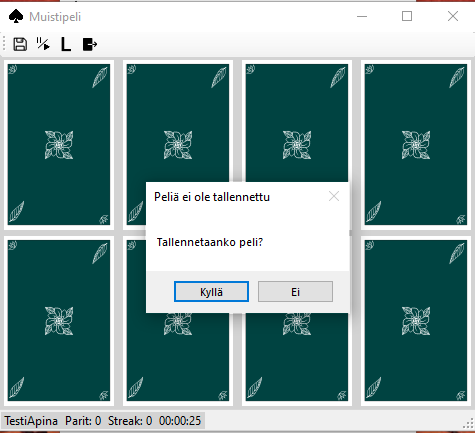 Muistipeli
L
Peliä ei ole tallennettu
Tallennetaanko peli?
Kyllä Ei
TestiApina Parit: 0 Streak: 0 00:00:25